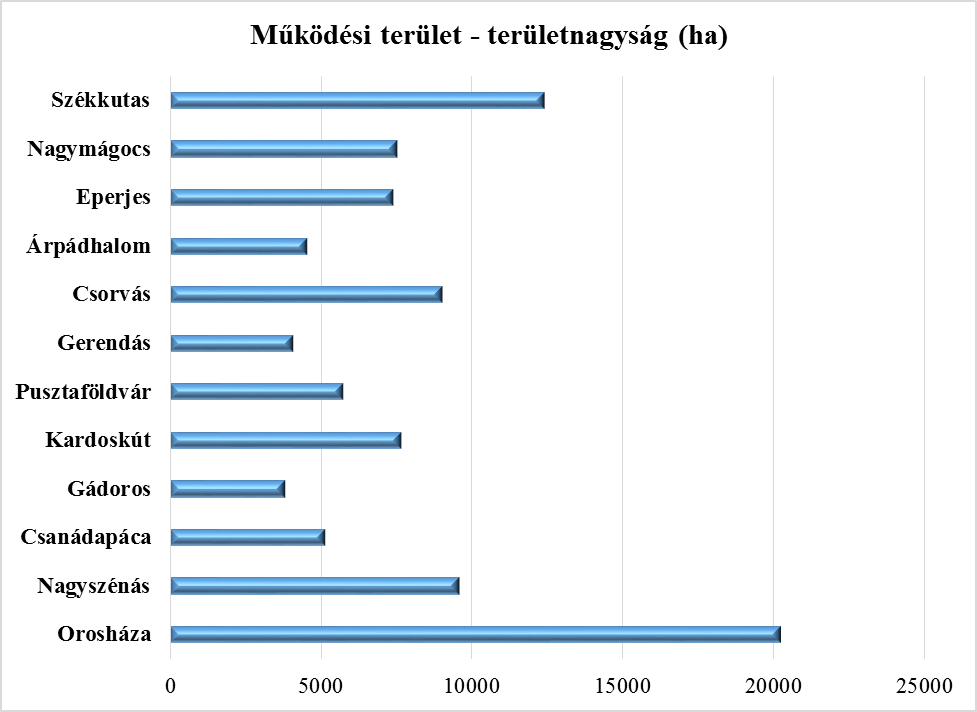 Működési terület - területnagyság (ha)
Székkutas
Nagymágocs
Eperjes
Árpádhalom
Csorvás
Gerendás
Pusztaföldvár
Kardoskút
Gádoros
Csanádapáca
Nagyszénás
Orosháza
0 5000 10000 15000 20000 25000